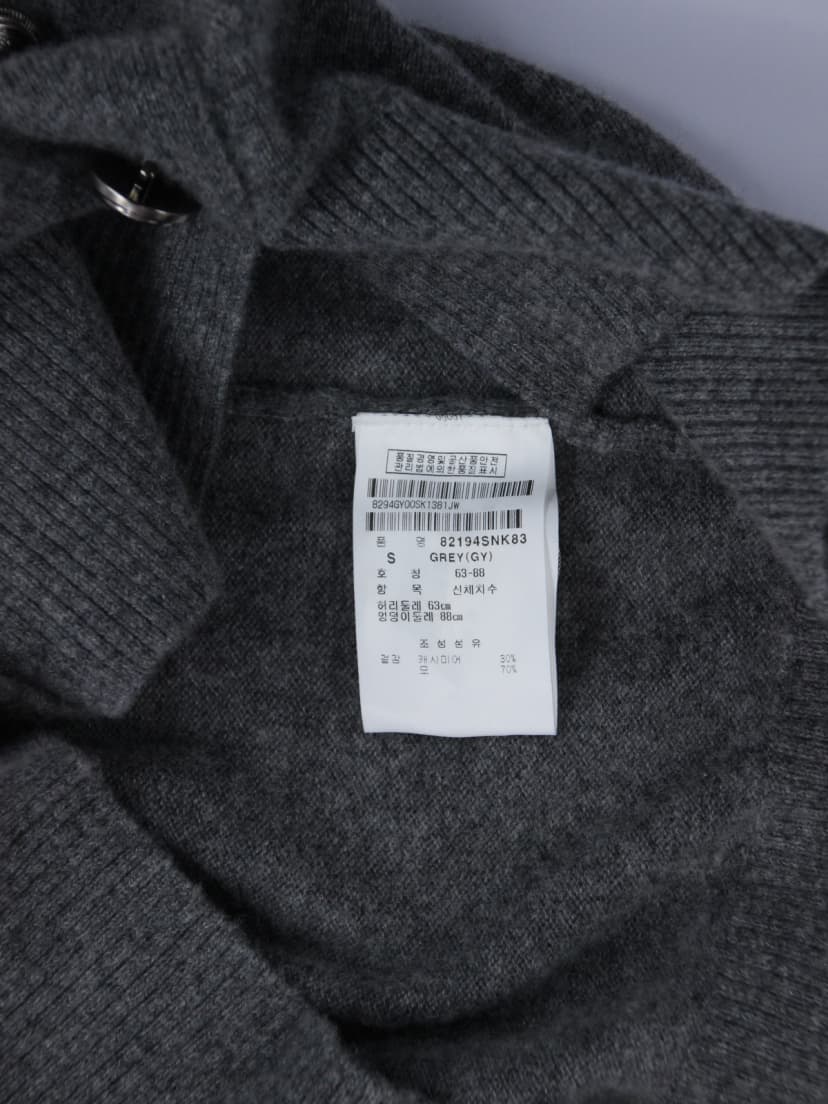 품질경영및공산품안전
관리법에의한품질표시
8294GY00SK1381JW
품 명 82194SNK83
S GREY(GY)
호 칭 63-88
항 목 신체치수
허리둘레 63cm
엉덩이둘레 88cm
조성섬유
겉감 캐시미어 30%
모 70%